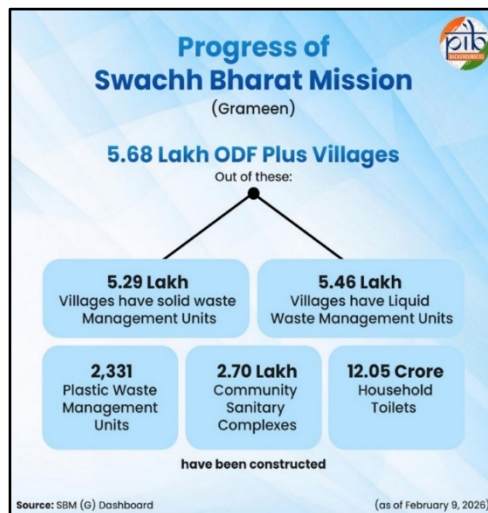 pib
BACKGROUNDERS
Progress of
Swachh Bharat Mission
(Grameen)
5.68 Lakh ODF Plus Villages
Out of these:
5.29 Lakh
Villages have solid waste
Management Units
5.46 Lakh
Villages have Liquid
Waste Management Units
2,331
Plastic Waste
Management
Units
2.70 Lakh
Community
Sanitary
Complexes
12.05 Crore
Household
Toilets
have been constructed
Source: SBM (G) Dashboard
(as of February 9, 2026)